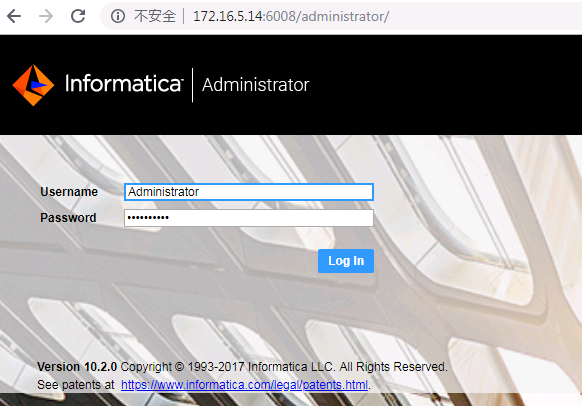 不安全 | 172.16.5.14:6008/administrator/
Informatica Administrator
Username Administrator
Password ••••••••••
Log In
Version 10.2.0 Copyright © 1993-2017 Informatica LLC. All Rights Reserved.
See patents at https://www.informatica.com/legal/patents.html.